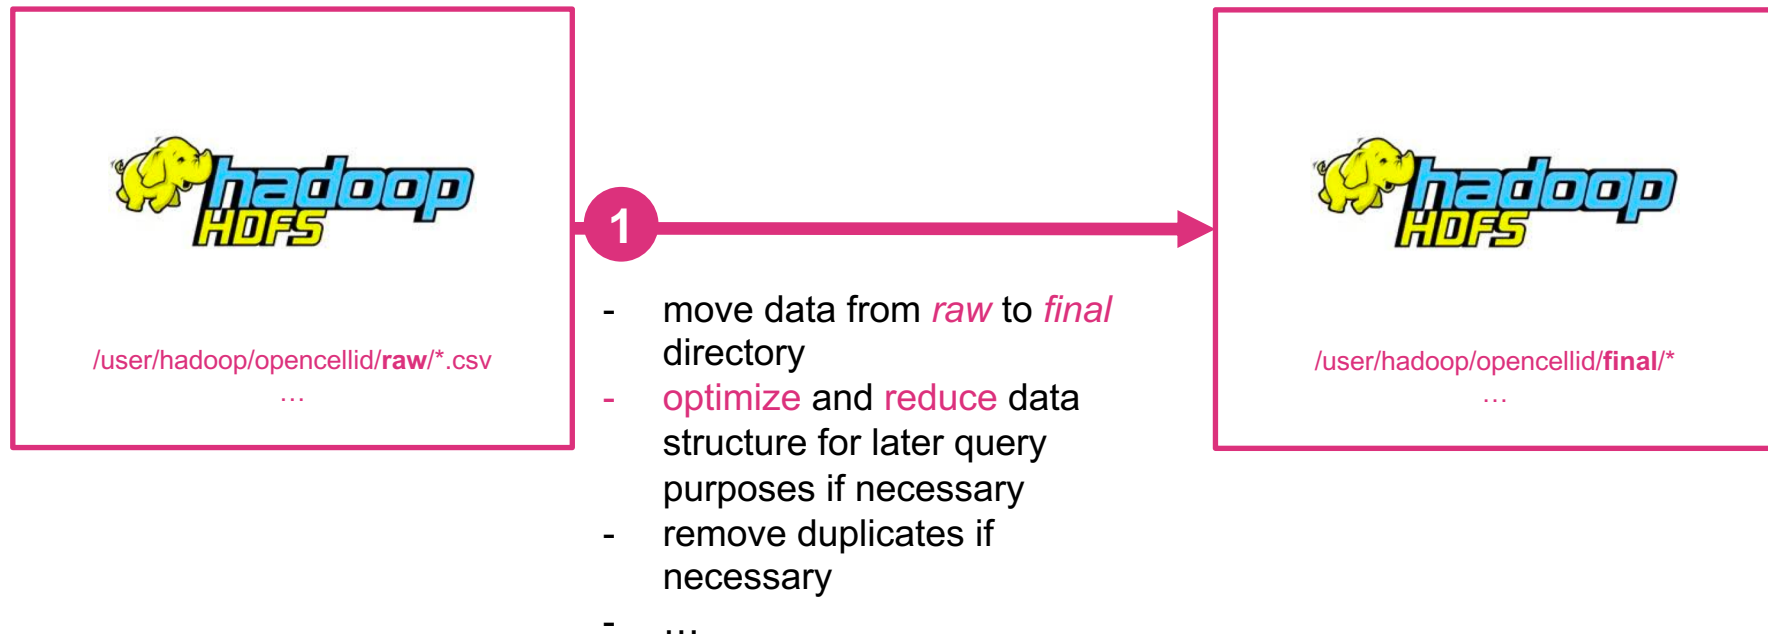 hadoop
HDFS
/user/hadoop/opencellid/raw/*.csv
…
1
- move data from raw to final
directory
- optimize and reduce data
structure for later query
purposes if necessary
- remove duplicates if
necessary
- …
hadoop
HDFS
/user/hadoop/opencellid/final/*
…